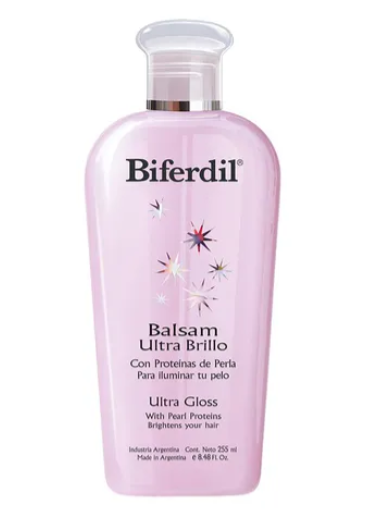 Biferdil®
Balsam
Ultra Brillo
Con Proteínas de Perla
Para iluminar tu pelo
Ultra Gloss
With Pearl Proteins
Brightens your hair
Industria Argentina Cont. Neto 255 ml
Made in Argentina e 8.48 Fl. Oz.